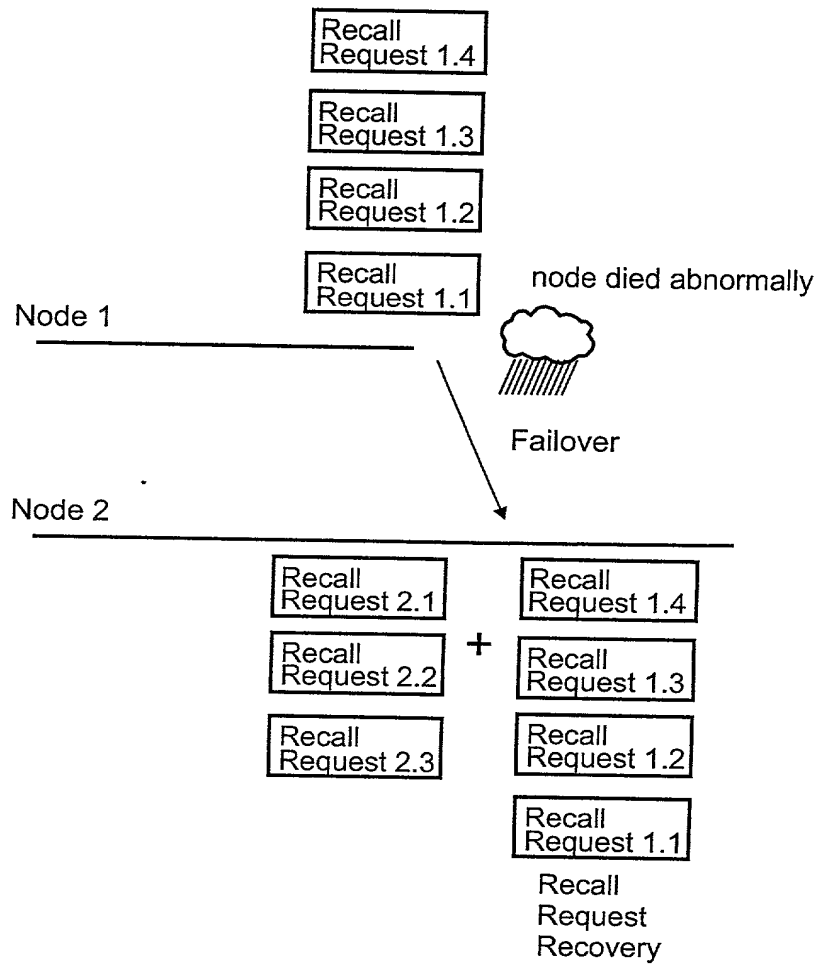 Recall
Request 1.4
Recall
Request 1.3
Recall
Request 1.2
Recall
Request 1.1
node died abnormally
Node 1
Failover
Node 2
Recall
Request 2.1
Recall
Request 2.2
Recall
Request 2.3
+
Recall
Request 1.4
Recall
Request 1.3
Recall
Request 1.2
Recall
Request 1.1
Recall
Request
Recovery